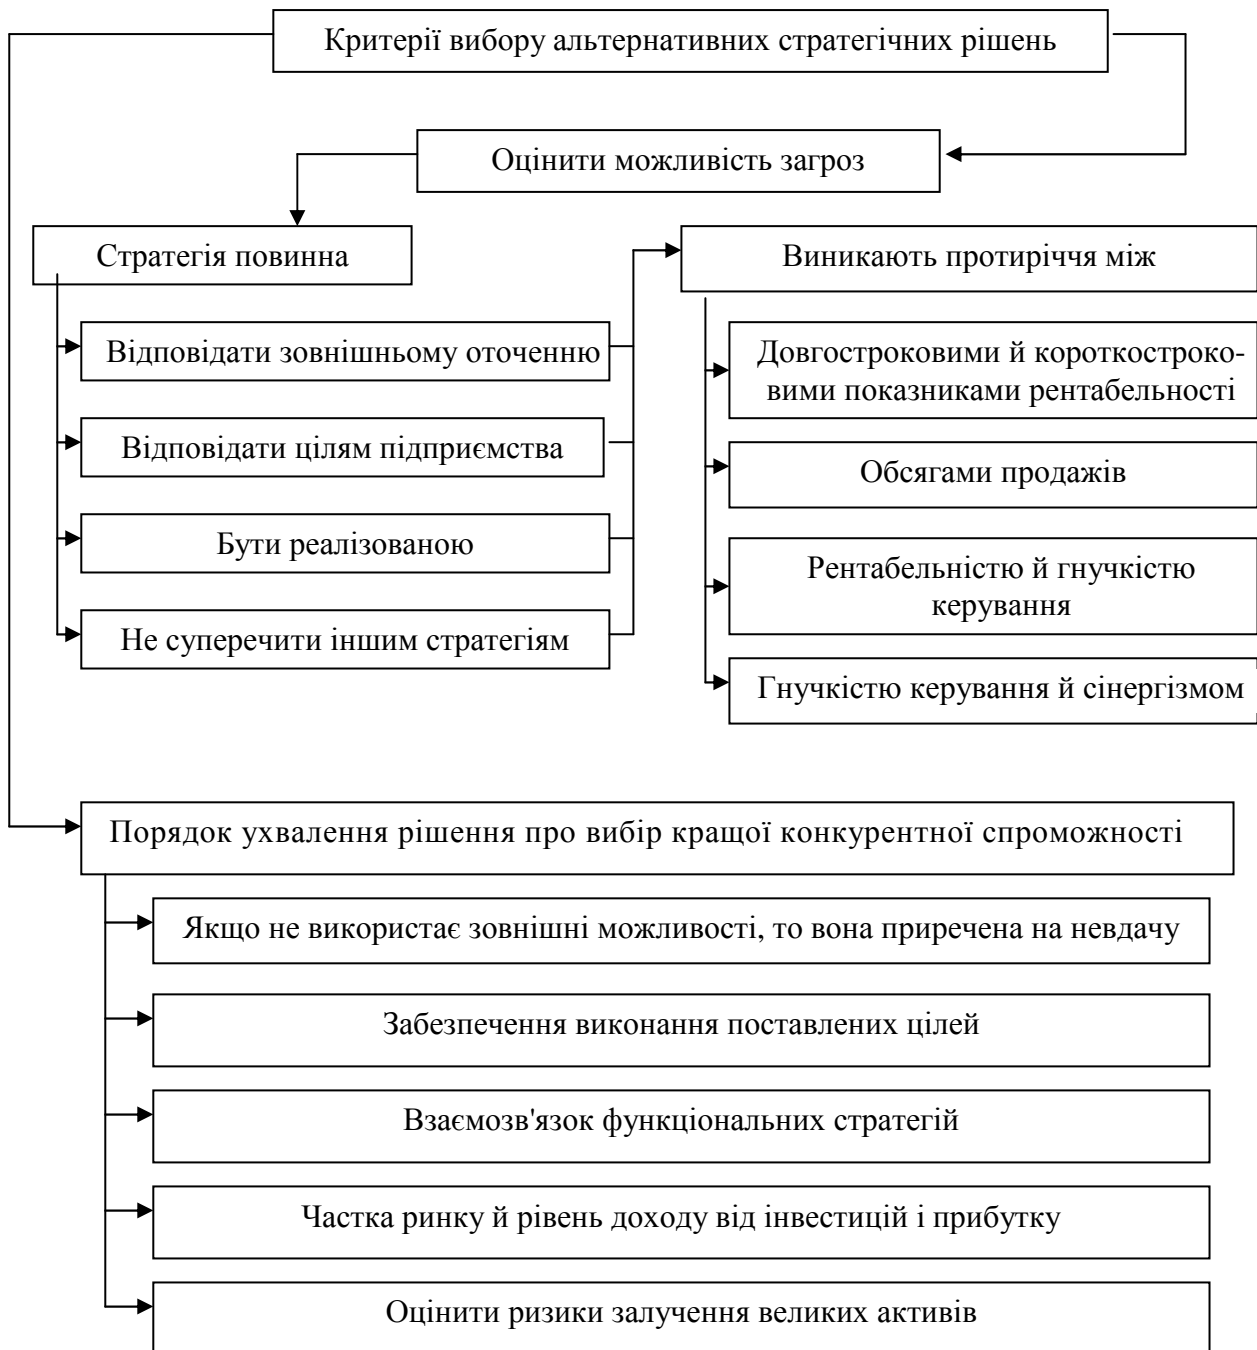 Критерії вибору альтернативних стратегічних рішень
Оцінити можливість загроз
Стратегія повинна
Відповідати зовнішньому оточенню
Відповідати цілям підприємства
Бути реалізованою
Не суперечити іншим стратегіям
Виникають протиріччя між
Довгостроковими й короткостроко-
вими показниками рентабельності
Обсягами продажів
Рентабельністю й гнучкістю
керування
Гнучкістю керування й сінергізмом
Порядок ухвалення рішення про вибір кращої конкурентної спроможності
Якщо не використає зовнішні можливості, то вона приречена на невдачу
Забезпечення виконання поставлених цілей
Взаємозв'язок функціональних стратегій
Частка ринку й рівень доходу від інвестицій і прибутку
Оцінити ризики залучення великих активів